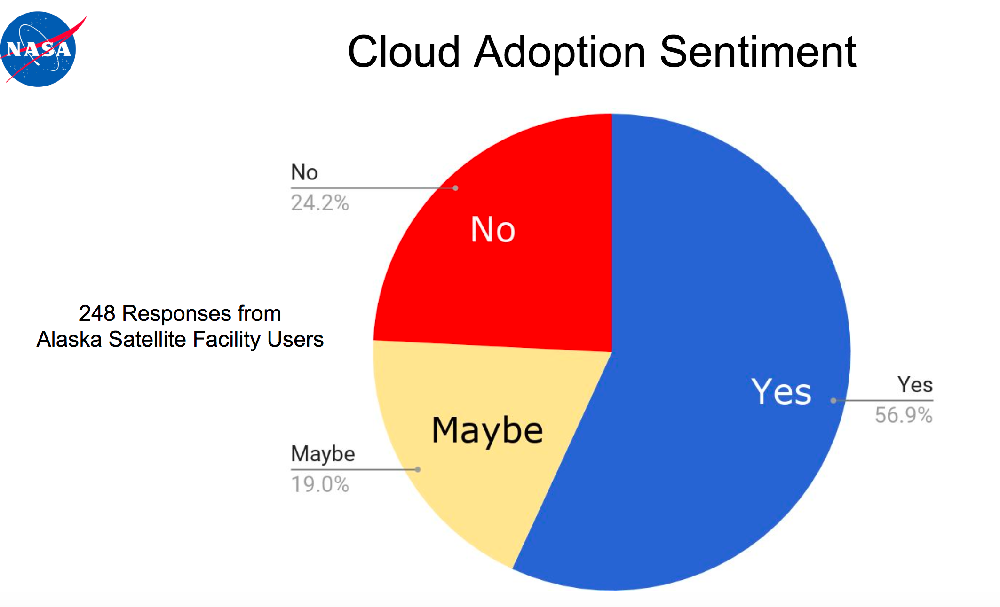 NASA
Cloud Adoption Sentiment
No
24.2%
No
248 Responses from
Alaska Satellite Facility Users
Yes
Yes
56.9%
Maybe
Maybe
19.0%